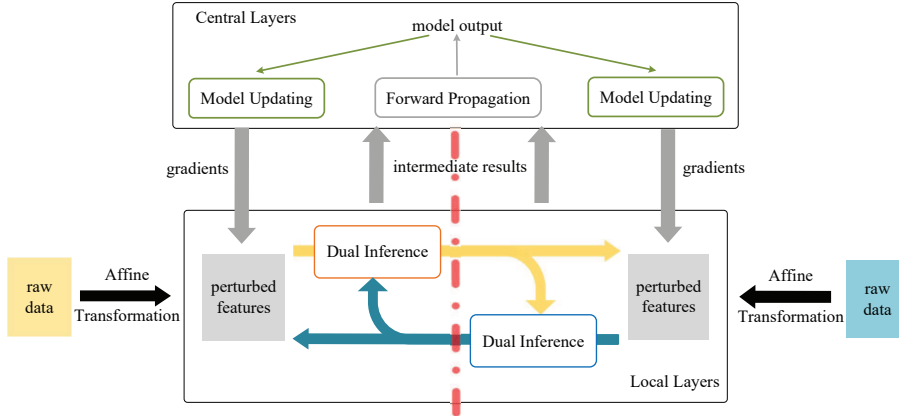 Central Layers
model output
Model Updating
Forward Propagation
Model Updating
gradients
intermediate results
gradients
raw
data
Affine
Transformation
perturbed
features
Dual Inference
Dual Inference
perturbed
features
Affine
Transformation
raw
data
Local Layers